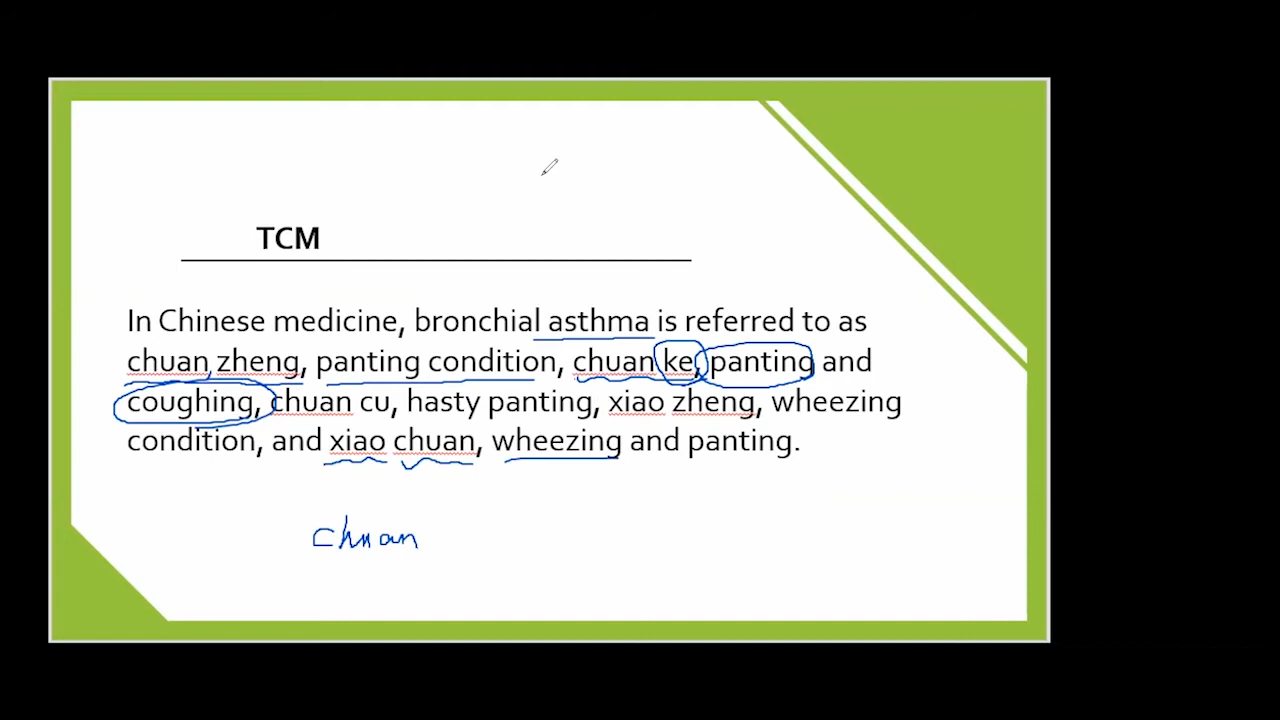 TCM
In Chinese medicine, bronchial asthma is referred to as
chuan zheng, panting condition, chuan ke, panting and
coughing, chuan cu, hasty panting, xiao zheng, wheezing
condition, and xiao chuan, wheezing and panting.
chuan